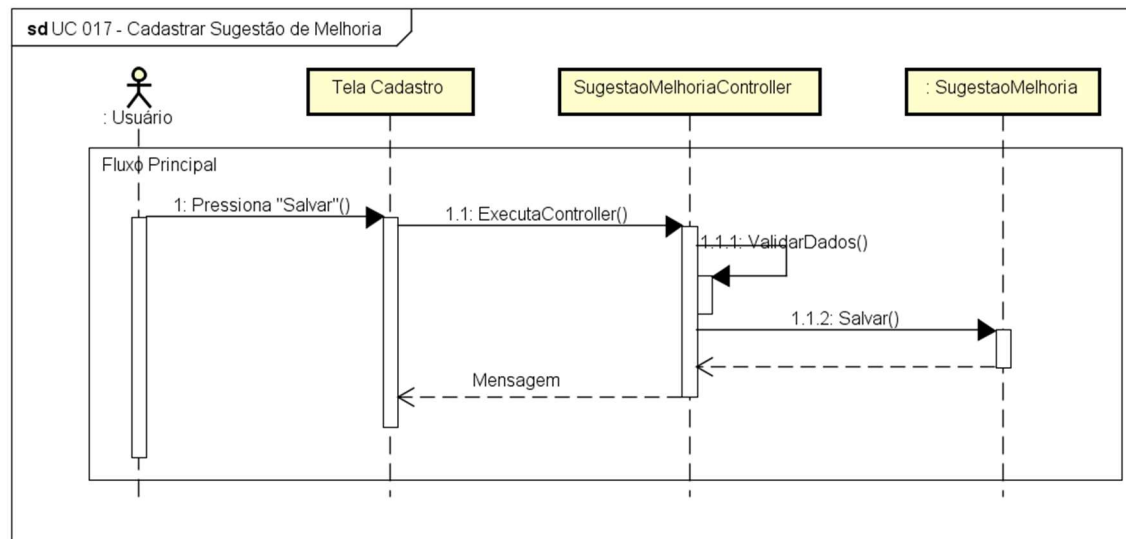 sd UC 017 - Cadastrar Sugestão de Melhoria
: Usuário
Tela Cadastro
SugestaoMelhoriaController
: SugestaoMelhoria
Fluxo Principal
1: Pressiona "Salvar"()
1.1: ExecutaController()
1.1.1: ValidarDados()
1.1.2: Salvar()
Mensagem